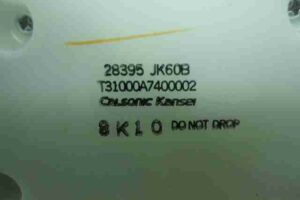 28395 JK60B
T31000A7400002
Calsonic Kansei
8K10 DO NOT DROP